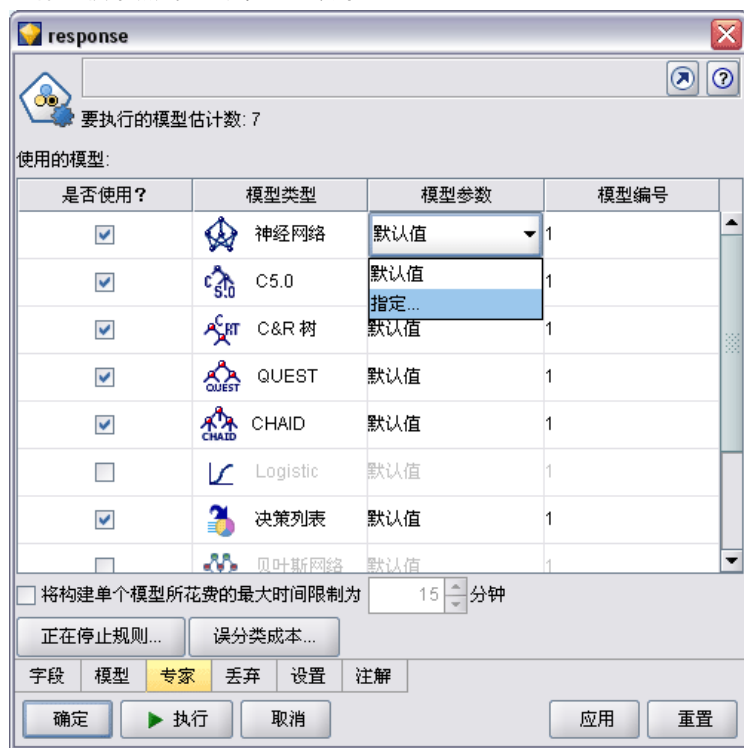 response
要执行的模型估计数: 7
使用的模型:
是否使用? 模型类型 模型参数 模型编号
神经网络 默认值 1
C5.0 C5.0 默认值 1
指定...
C&RT C&R 树 默认值 1
QUEST QUEST 默认值 1
CHAID CHAID 默认值 1
Logistic 默认值 1
决策列表 默认值 1
贝叶斯网络 默认值 1
将构建单个模型所花费的最大时间限制为 15 分钟
正在停止规则... 误分类成本...
字段 模型 专家 丢弃 设置 注解
确定 执行 取消 应用 重置